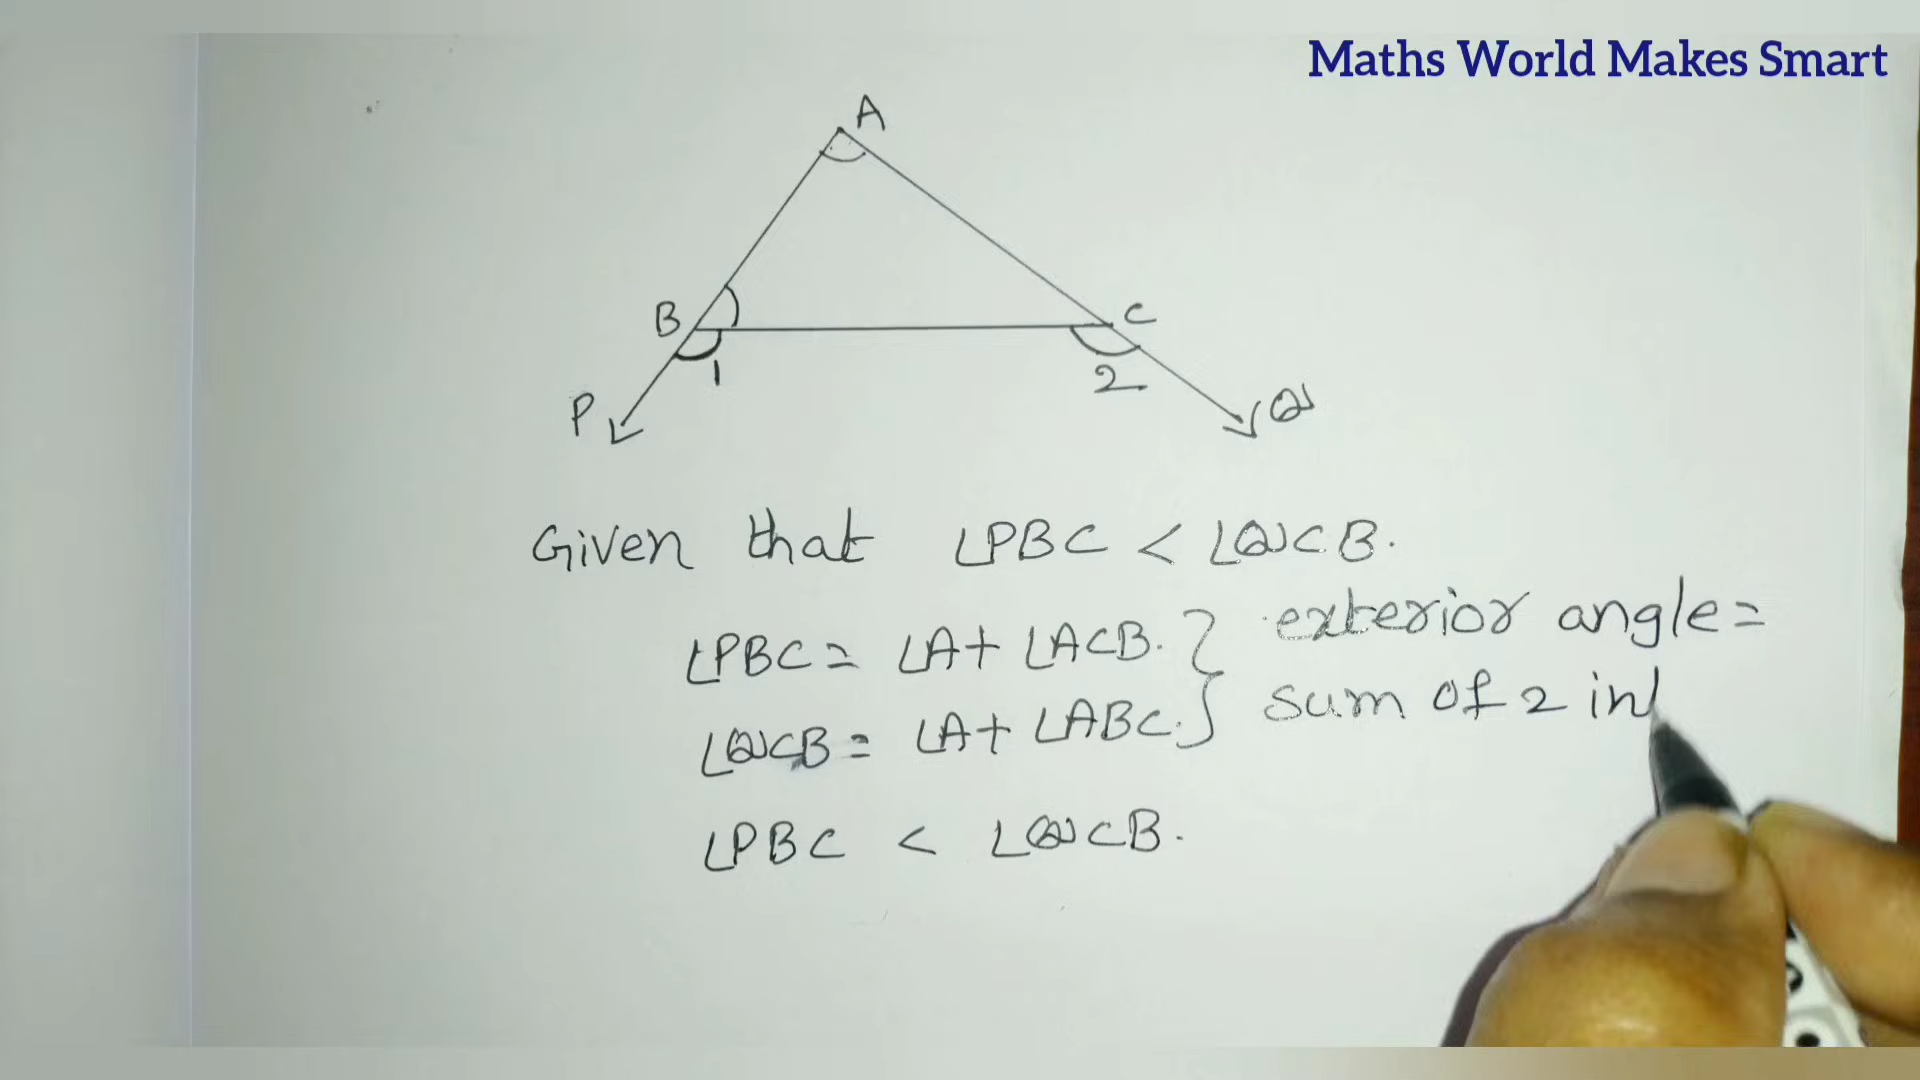 Maths World Makes Smart
A
B
C
1
2
P
Q
Given that ∠PBC < ∠QCB.
∠PBC = ∠A + ∠ACB. } exterior angle =
∠QCB = ∠A + ∠ABC. } sum of 2 int
∠PBC < ∠QCB.